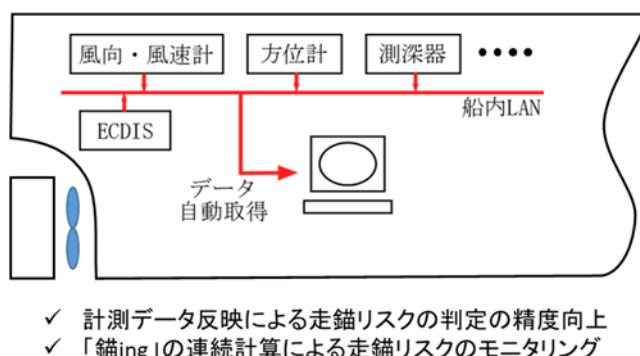 風向・風速計 方位計 測深器 ••••
船内LAN
ECDIS
データ
自動取得
✓ 計測データ反映による走錨リスクの判定の精度向上
✓ 「錨ing」の連続計算による走錨リスクのモニタリング